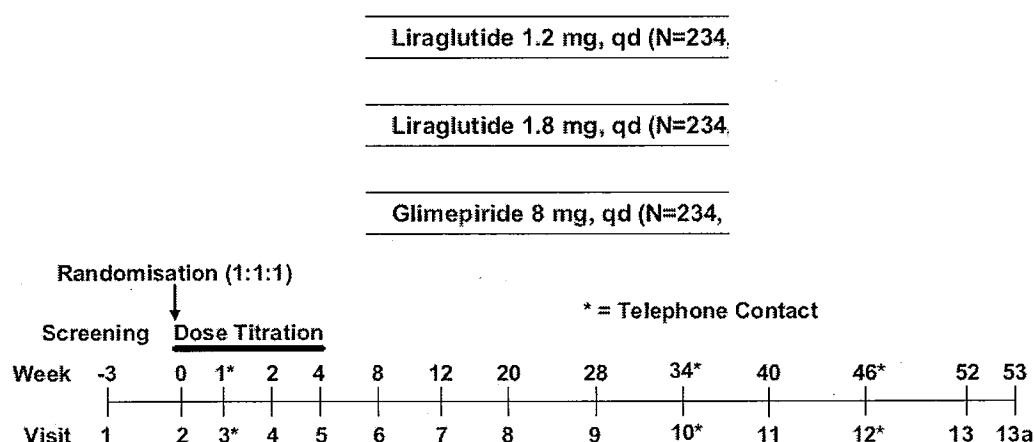 Liraglutide 1.2 mg, qd (N=234,
Liraglutide 1.8 mg, qd (N=234,
Glimepiride 8 mg, qd (N=234,
Randomisation (1:1:1)
* = Telephone Contact
Screening Dose Titration
Week -3 0 1* 2 4 8 12 20 28 34* 40 46* 52 53
Visit 1 2 3* 4 5 6 7 8 9 10* 11 12* 13 13a